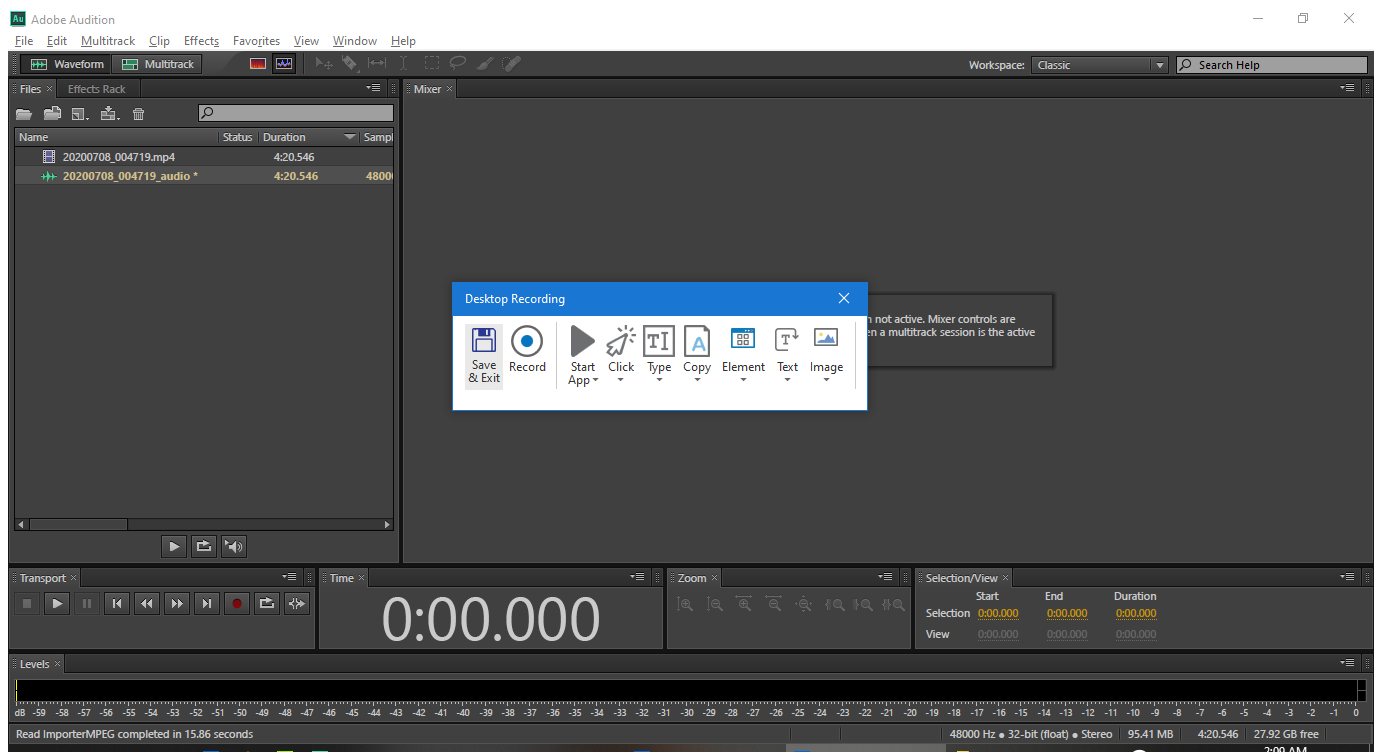 Au Adobe Audition
File Edit Multitrack Clip Effects Favorites View Window Help
Waveform Multitrack Workspace: Classic Search Help
Files × Effects Rack Mixer ×
Name Status Duration Sampl
20200708_004719.mp4 4:20.546
20200708_004719_audio * 4:20.546 4800
Desktop Recording
not active. Mixer controls are
a multitrack session is the active
Save & Exit
Record
Start App
Click
Type
Copy
Element
Text
Image
Transport × Time × Zoom × Selection/View ×
0:00.000
Start End Duration
Selection 0:00.000 0:00.000 0:00.000
View 0:00.000 0:00.000 0:00.000
Levels ×
dB -59 -58 -57 -56 -55 -54 -53 -52 -51 -50 -49 -48 -47 -46 -45 -44 -43 -42 -41 -40 -39 -38 -37 -36 -35 -34 -33 -32 -31 -30 -29 -28 -27 -26 -25 -24 -23 -22 -21 -20 -19 -18 -17 -16 -15 -14 -13 -12 -11 -10 -9 -8 -7 -6 -5 -4 -3 -2 -1 0
Read ImporterMPEG completed in 15.86 seconds 48000 Hz ● 32-bit (float) ● Stereo 95.41 MB 4:20.546 27.92 GB free
2:09 AM